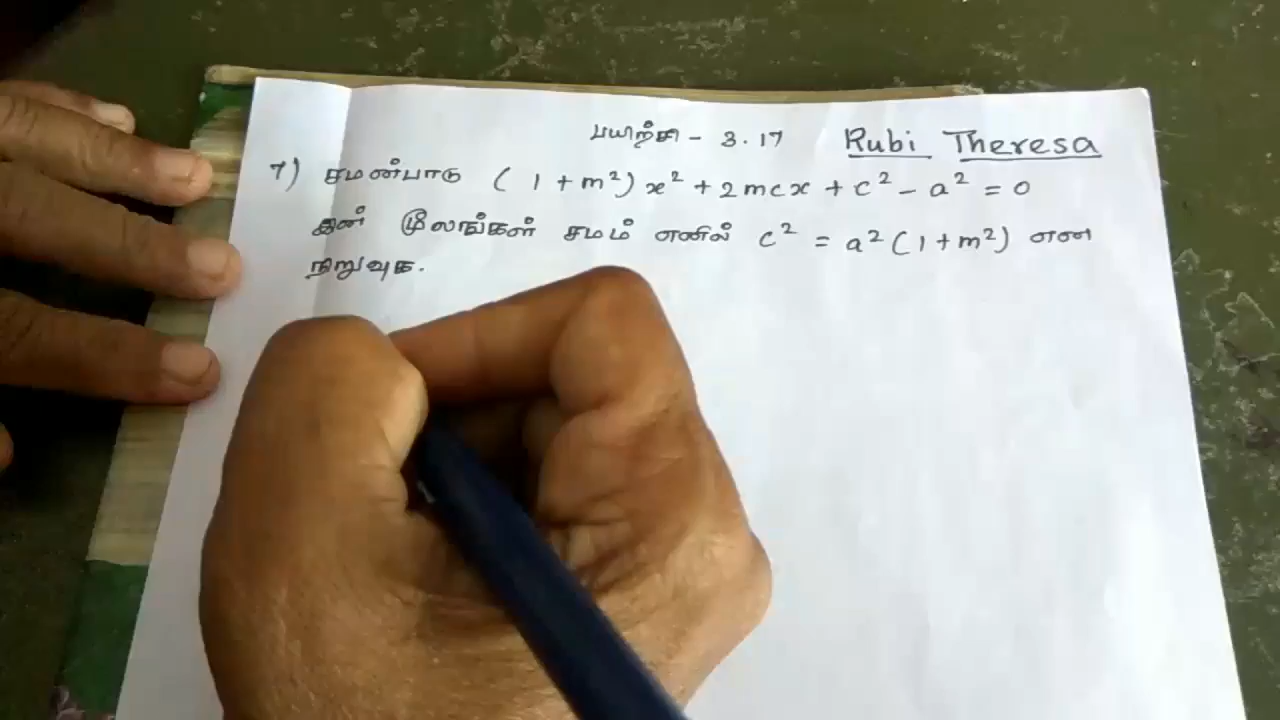 பயிற்சி - 3.17 Rubi Theresa
7) சமன்பாடு (1 + m²) x² + 2mcx + c² - a² = 0
இன் மூலங்கள் சமம் எனில் c² = a² (1 + m²) என
நிறுவுக.